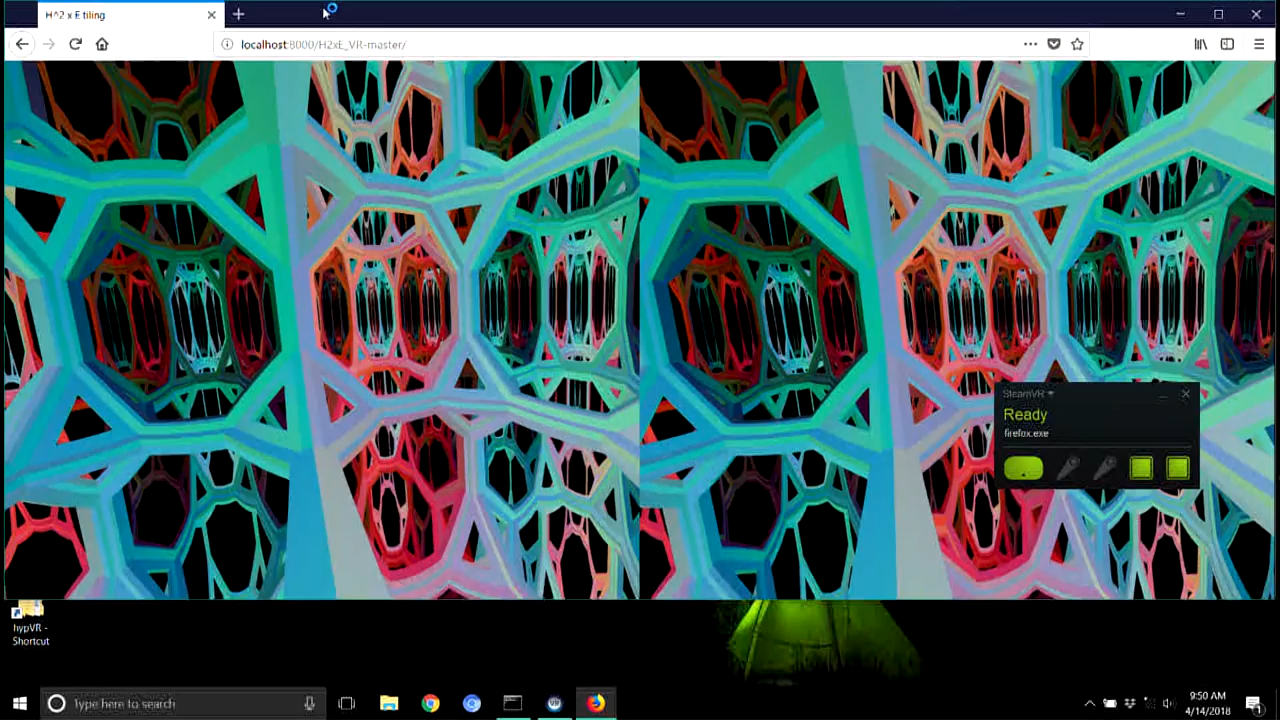 H^2 x E tiling
localhost:8000/H2xE_VR-master/
SteamVR
Ready
firefox.exe
hypVR -
Shortcut
Type here to search
9:50 AM
4/14/2018